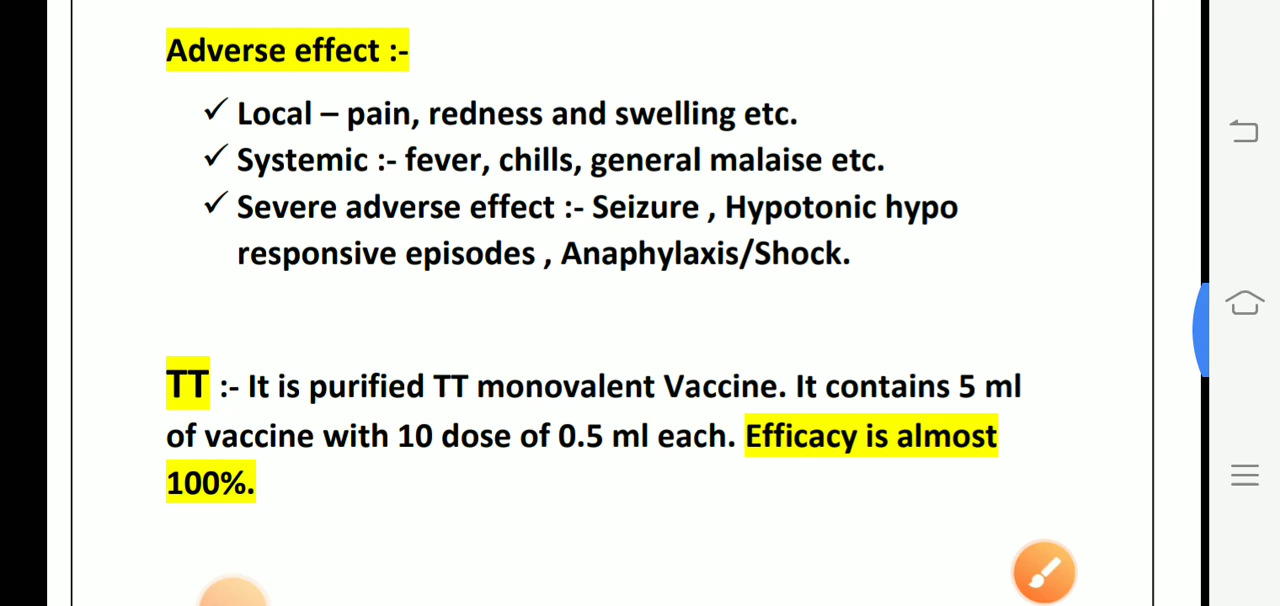 Adverse effect :-
✓ Local – pain, redness and swelling etc.
✓ Systemic :- fever, chills, general malaise etc.
✓ Severe adverse effect :- Seizure , Hypotonic hypo
responsive episodes , Anaphylaxis/Shock.
TT :- It is purified TT monovalent Vaccine. It contains 5 ml
of vaccine with 10 dose of 0.5 ml each. Efficacy is almost
100%.